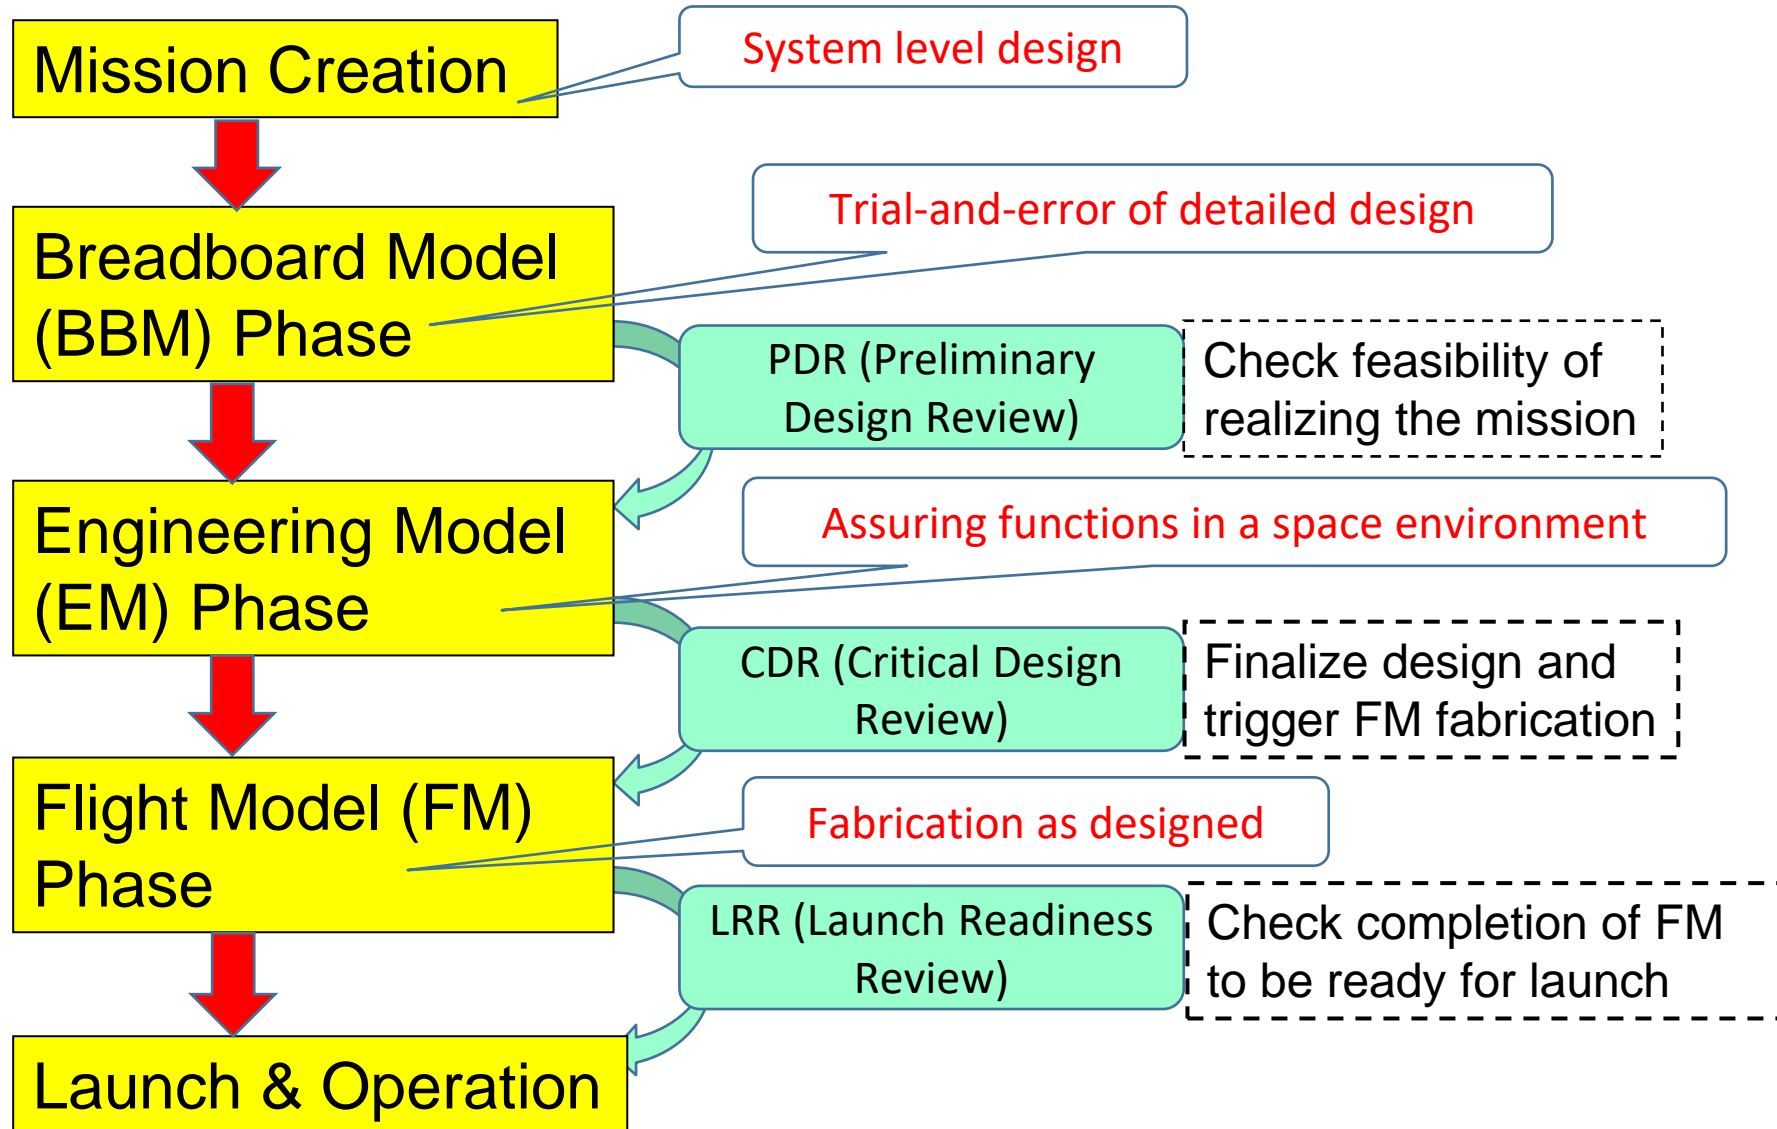 Mission Creation
System level design
Breadboard Model
(BBM) Phase
Trial-and-error of detailed design
PDR (Preliminary
Design Review)
Check feasibility of
realizing the mission
Engineering Model
(EM) Phase
Assuring functions in a space environment
CDR (Critical Design
Review)
Finalize design and
trigger FM fabrication
Flight Model (FM)
Phase
Fabrication as designed
LRR (Launch Readiness
Review)
Check completion of FM
to be ready for launch
Launch & Operation